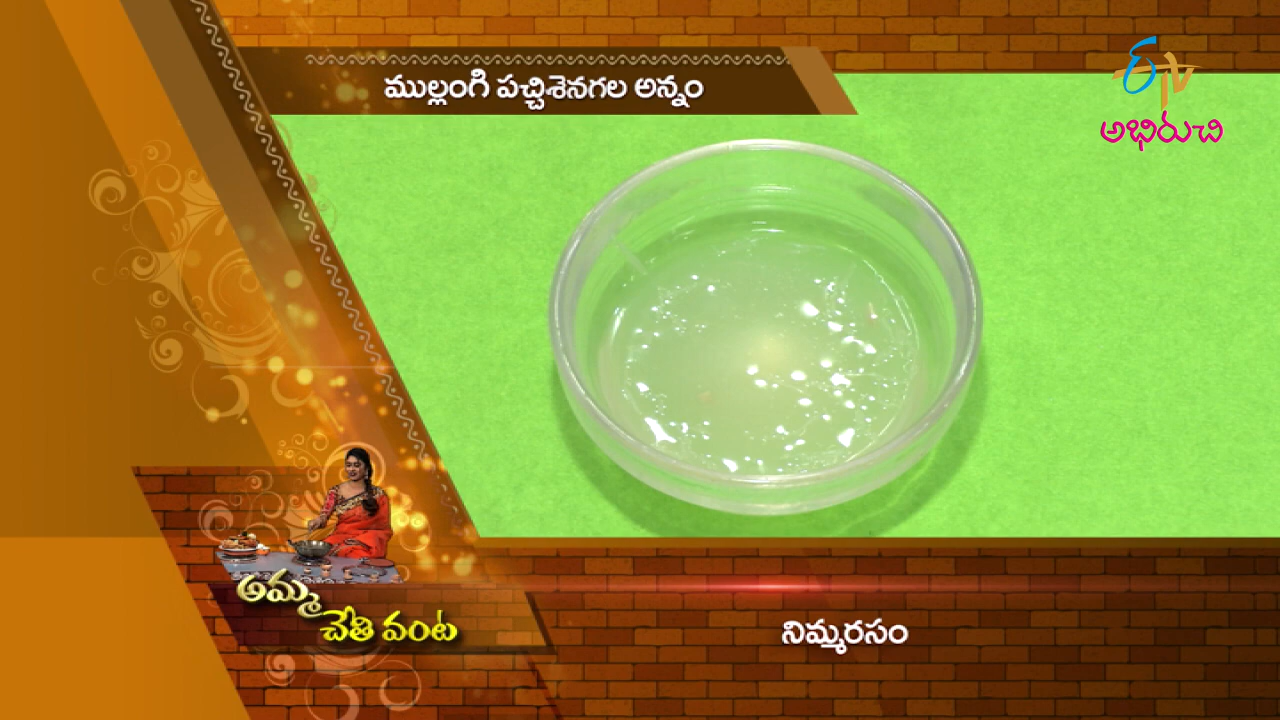 ముల్లంగి పచ్చిశెనగల అన్నం
ETV
అభిరుచి
అమ్మ
చేతి వంట
నిమ్మరసం